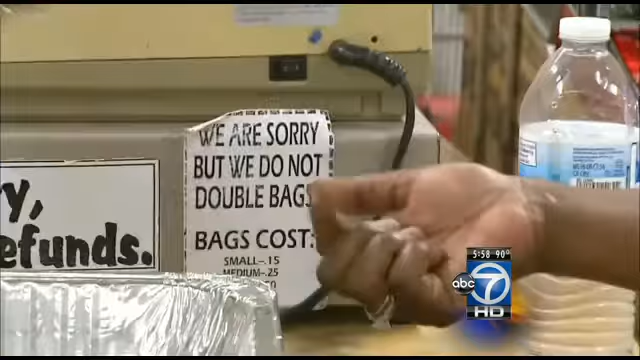 WE ARE SORRY
BUT WE DO NOT
DOUBLE BAGS
BAGS COST:
SMALL-.15
MEDIUM-.25
y,
efunds.
5:58 90°
abc 7
HD